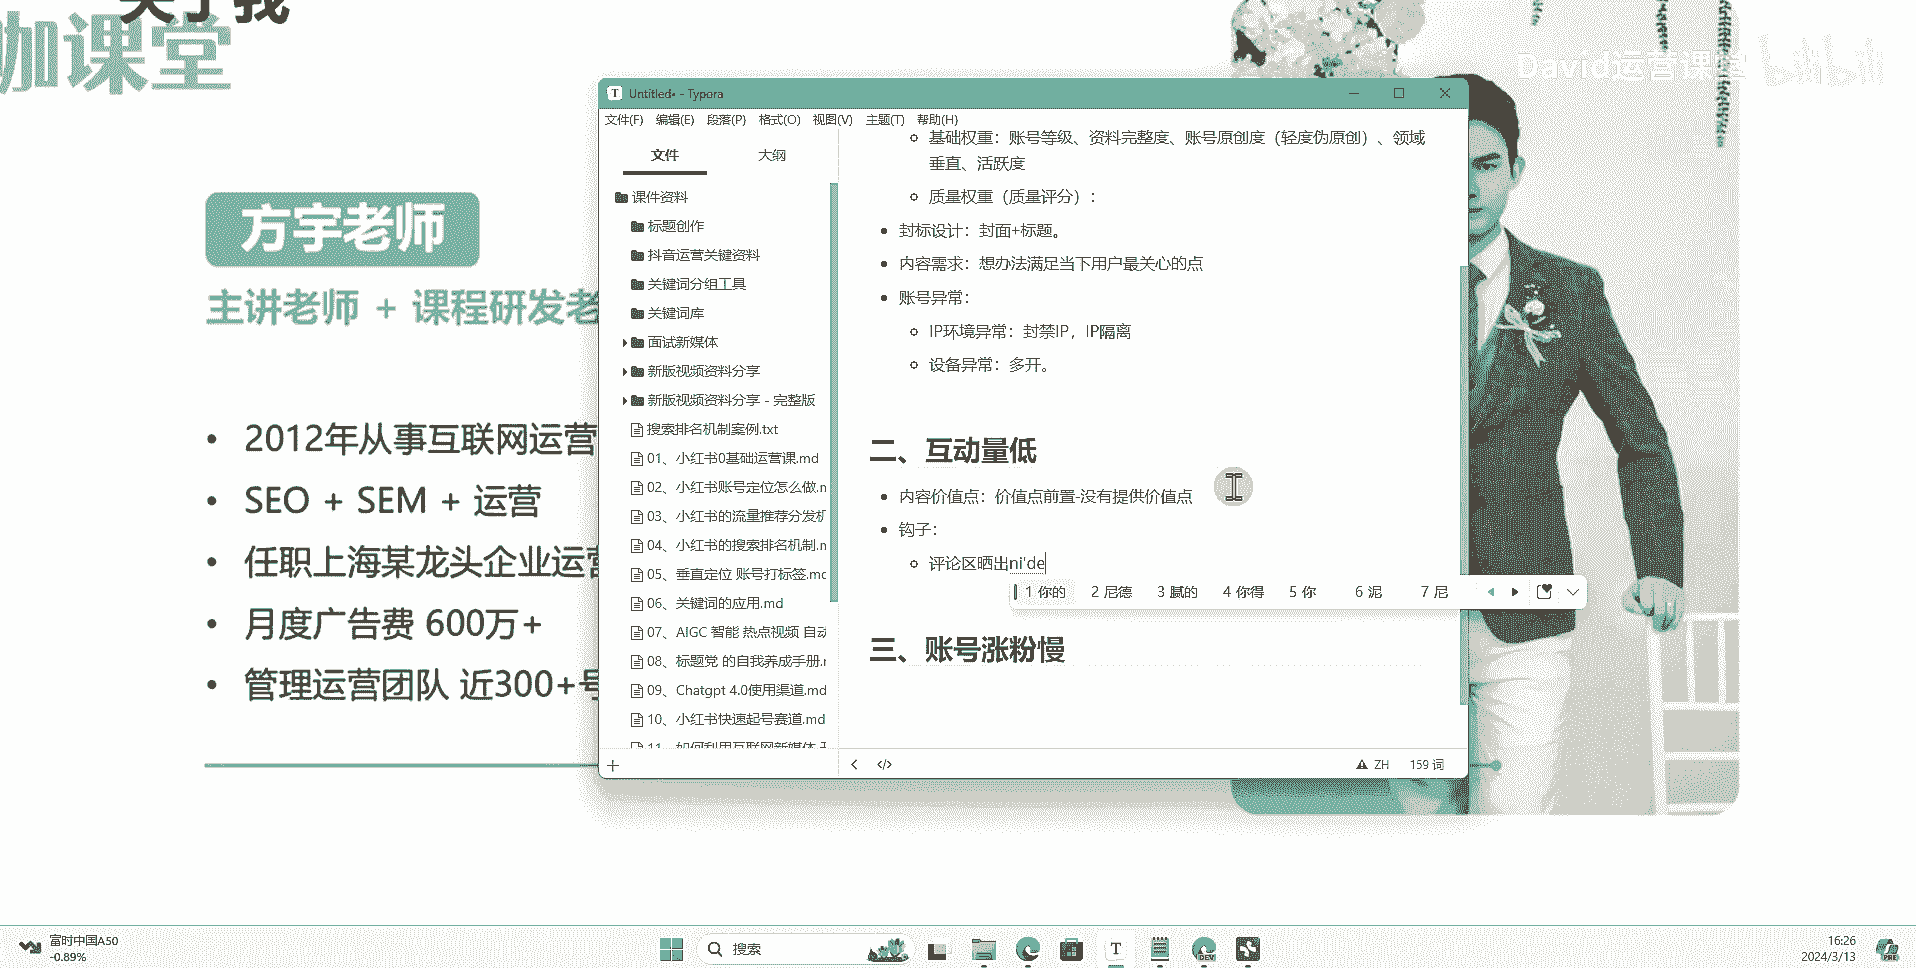 关于我
咖课堂
David运营课堂
bilibili
方宇老师
主讲老师 + 课程研发老
2012年从事互联网运营
SEO + SEM + 运营
任职上海某龙头企业运营
月度广告费 600万+
管理运营团队 近300+号
Untitled• - Typora
文件(F) 编辑(E) 段落(P) 格式(O) 视图(V) 主题(T) 帮助(H)
文件 大纲
课件资料
标题创作
抖音运营关键资料
关键词分组工具
关键词库
面试新媒体
新版视频资料分享
新版视频资料分享 - 完整版
搜索排名机制案例.txt
01、小红书0基础运营课.md
02、小红书账号定位怎么做.m
03、小红书的流量推荐分发机
04、小红书的搜索排名机制.m
05、垂直定位 账号打标签.md
06、关键词的应用.md
07、AIGC 智能 热点视频 自动
08、标题党 的自我养成手册.m
09、Chatgpt 4.0使用渠道.md
10、小红书快速起号赛道.md
11、如何利用互联网新媒体
基础权重：账号等级、资料完整度、账号原创度（轻度伪原创）、领域
垂直、活跃度
质量权重（质量评分）：
封标设计：封面+标题。
内容需求：想办法满足当下用户最关心的点
账号异常：
IP环境异常：封禁IP，IP隔离
设备异常：多开。
二、互动量低
内容价值点：价值点前置-没有提供价值点
钩子：
评论区晒出ni'de
1 你的 2 尼德 3 腻的 4 你得 5 你 6 泥 7 尼
三、账号涨粉慢
ZH 159 词
富时中国A50
-0.89%
搜索
T
DEV
16:26
2024/3/13
PRE